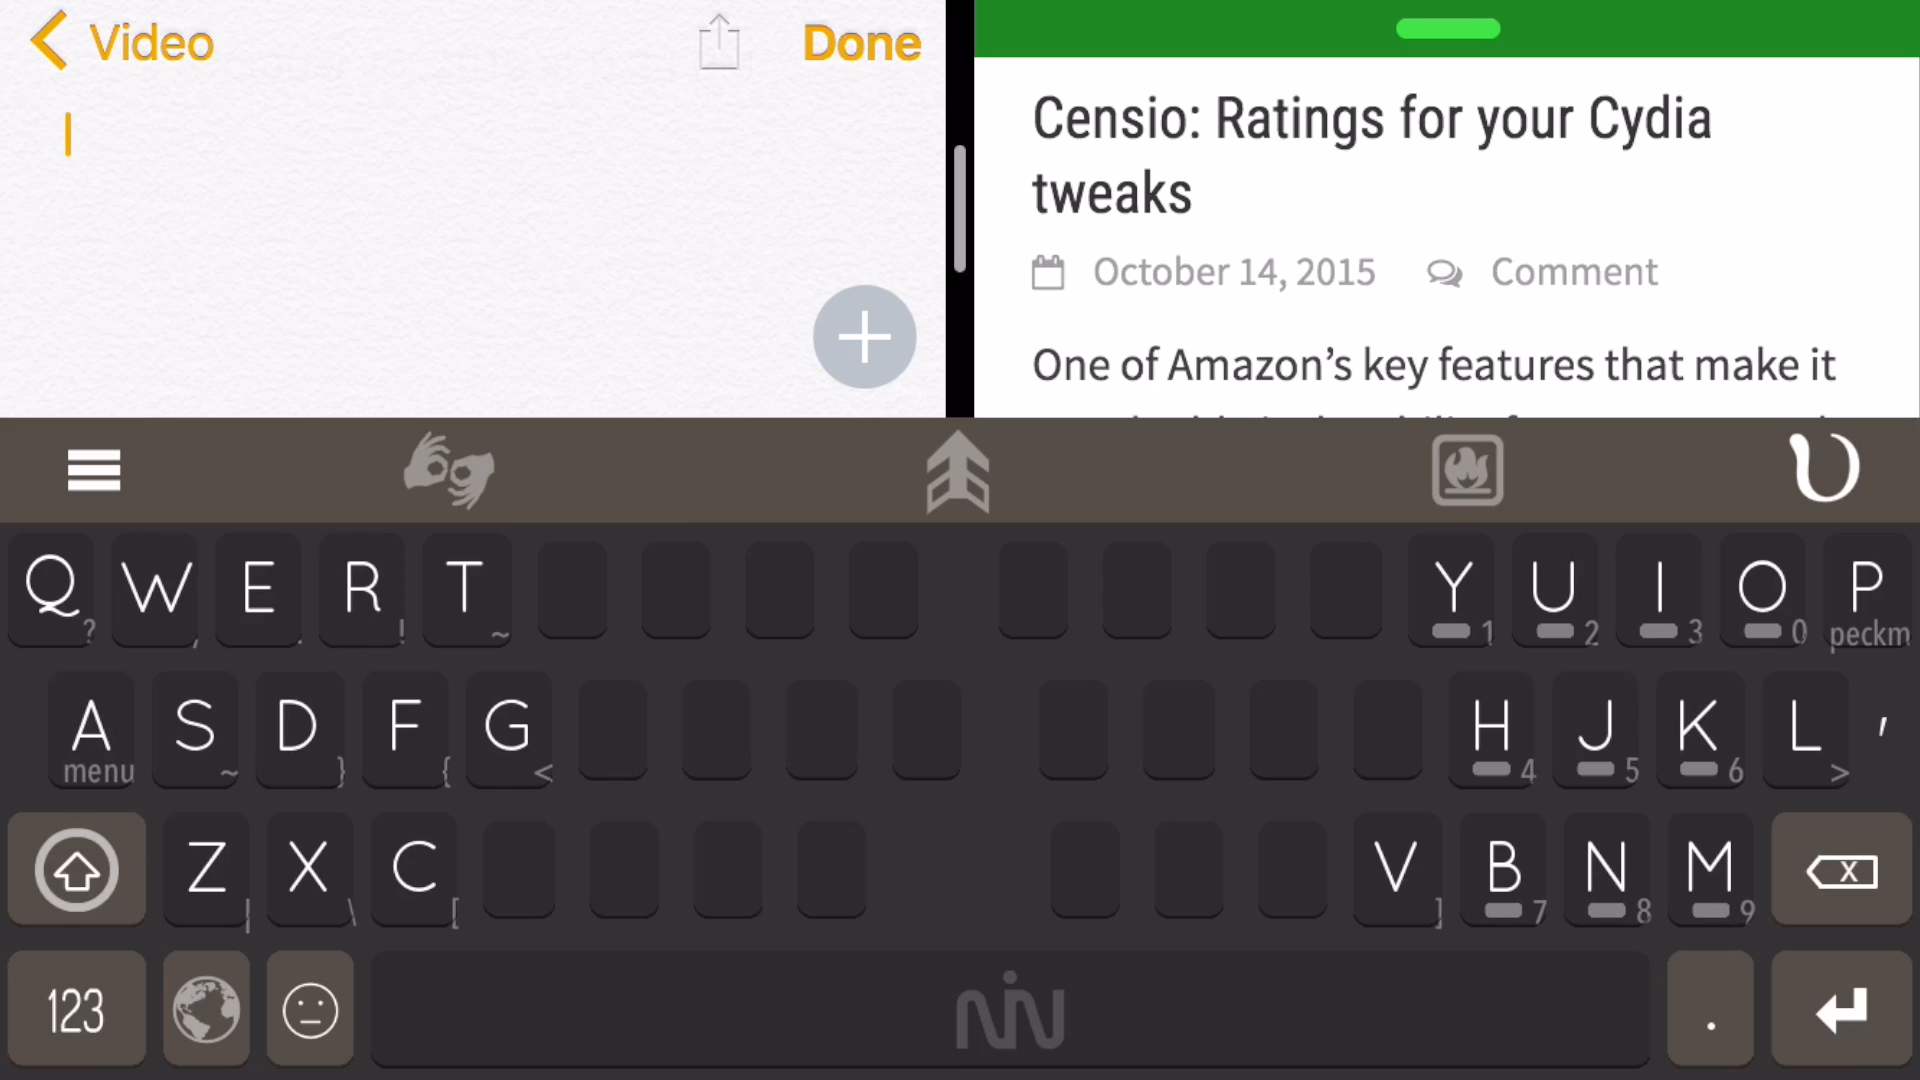 Video
Done
Censio: Ratings for your Cydia
tweaks
October 14, 2015 Comment
One of Amazon’s key features that make it
Q ? W , E . R ! T ~ Y 1 U 2 I 3 O 0 P peckm
A menu S ~ D } F { G < H 4 J 5 K 6 L > '
Z | X \ C [ V ] B 7 N 8 M 9 X
123 .